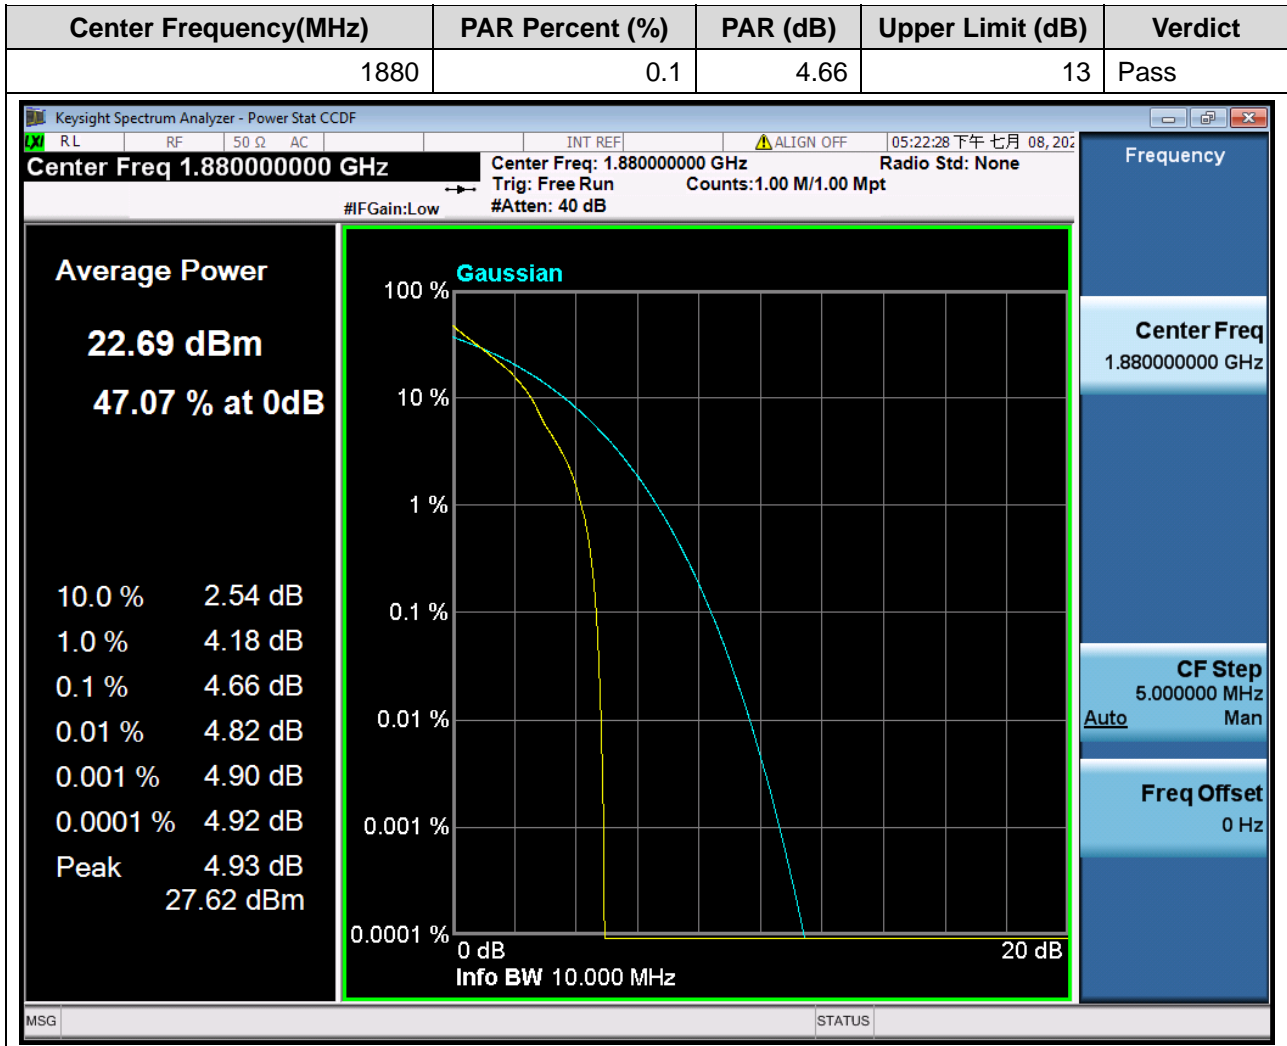 Center Frequency(MHz) PAR Percent (%) PAR (dB) Upper Limit (dB) Verdict
1880 0.1 4.66 13 Pass
Keysight Spectrum Analyzer - Power Stat CCDF
LXI RL RF 50 Ω AC INT REF ALIGN OFF 05:22:28 下午 七月 08, 202
Center Freq 1.880000000 GHz
Center Freq: 1.880000000 GHz Radio Std: None
Trig: Free Run Counts:1.00 M/1.00 Mpt
#IFGain:Low #Atten: 40 dB
Frequency
Average Power
22.69 dBm
47.07 % at 0dB
10.0 % 2.54 dB
1.0 % 4.18 dB
0.1 % 4.66 dB
0.01 % 4.82 dB
0.001 % 4.90 dB
0.0001 % 4.92 dB
Peak 4.93 dB
27.62 dBm
Gaussian
100 %
10 %
1 %
0.1 %
0.01 %
0.001 %
0.0001 %
0 dB 20 dB
Info BW 10.000 MHz
Center Freq
1.880000000 GHz
CF Step
5.000000 MHz
Auto Man
Freq Offset
0 Hz
MSG STATUS